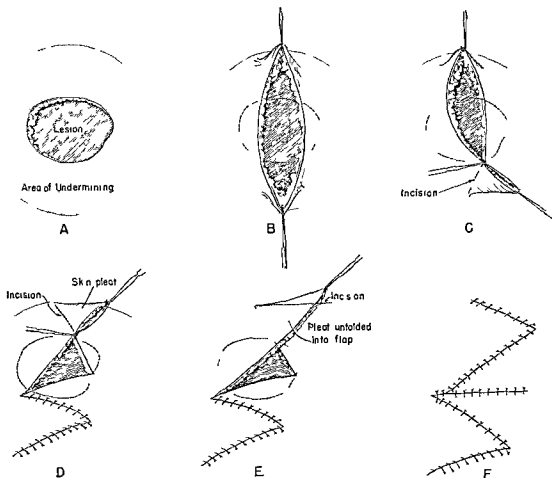 Lesion
Area of Undermining
A
B
Incision
C
Incision
Skin pleat
D
Incision
Pleat unfolded
into flap
E
F